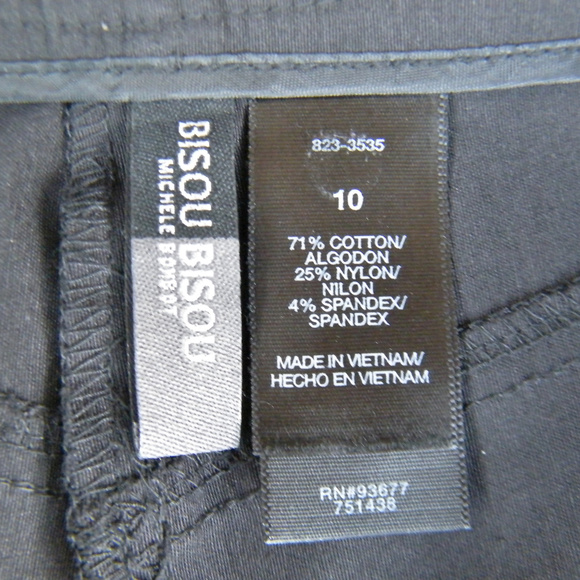 BISOU BISOU
MICHELE BOHBOT
823-3535
10
71% COTTON/
ALGODON
25% NYLON/
NILON
4% SPANDEX/
SPANDEX
MADE IN VIETNAM/
HECHO EN VIETNAM
RN#93677
751438